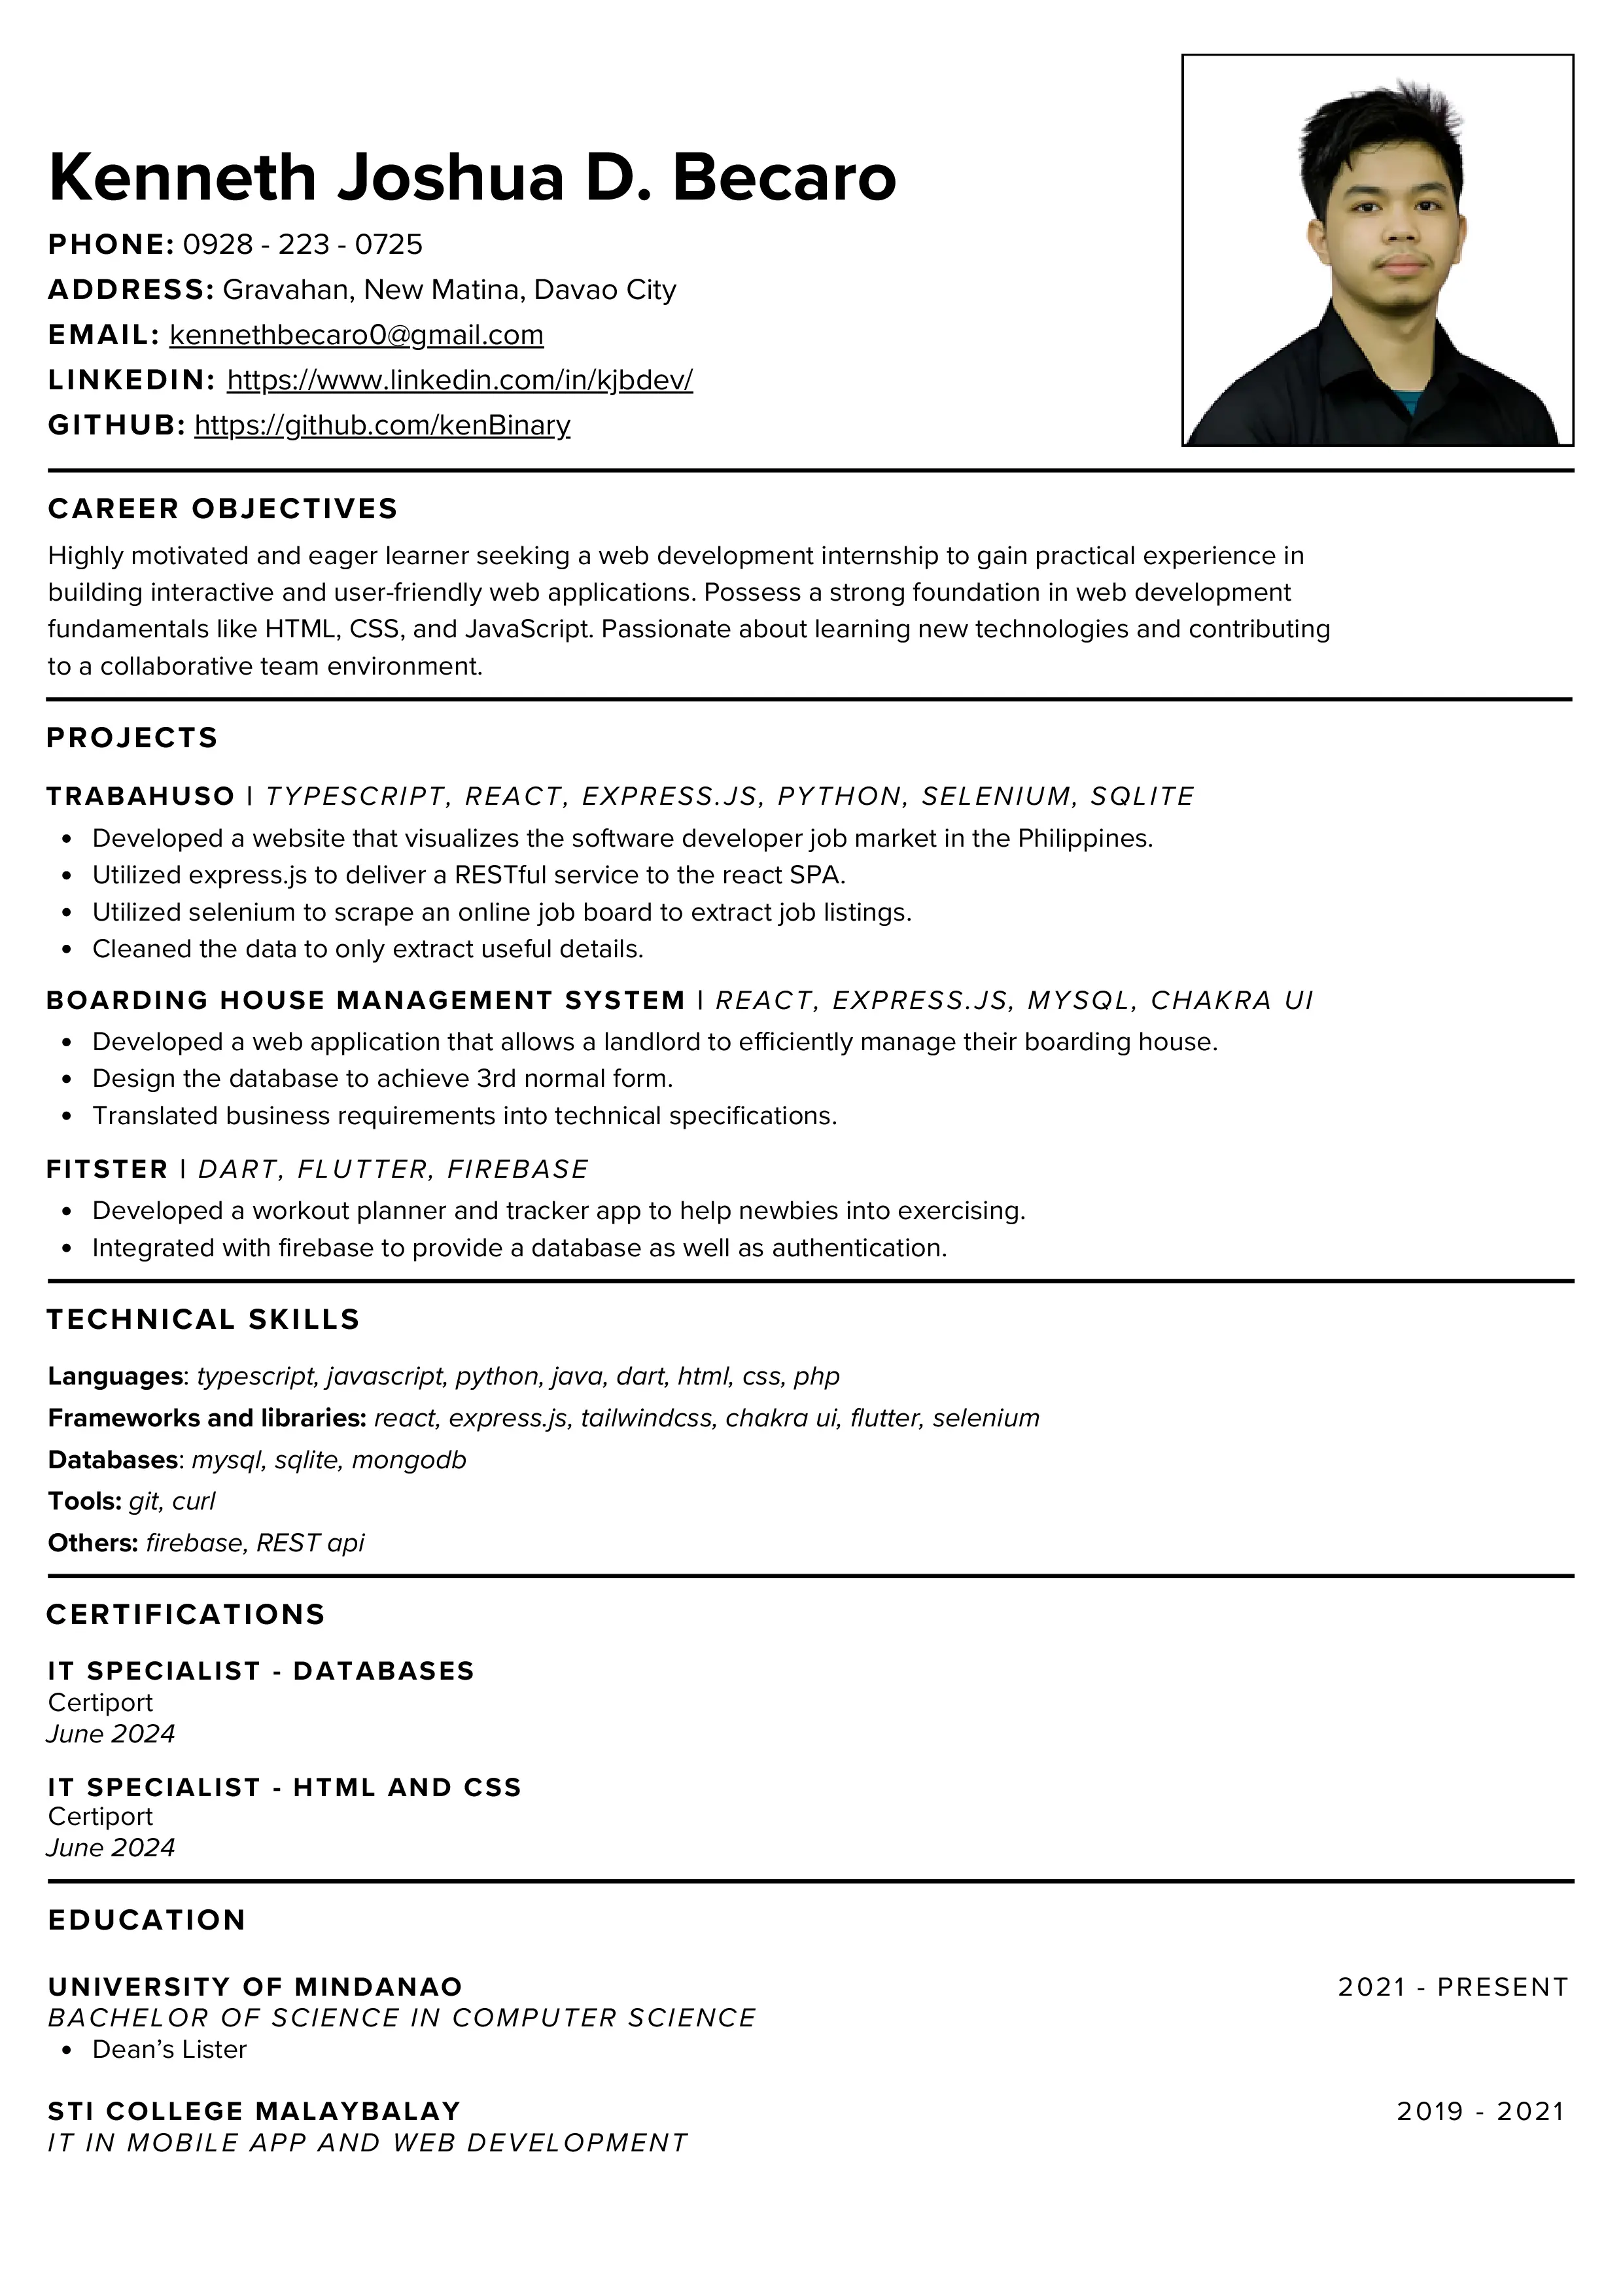 Kenneth Joshua D. Becaro
PHONE: 0928 - 223 - 0725
ADDRESS: Gravahan, New Matina, Davao City
EMAIL: kennethbecaro0@gmail.com
LINKEDIN: https://www.linkedin.com/in/kjbdev/
GITHUB: https://github.com/kenBinary
CAREER OBJECTIVES
Highly motivated and eager learner seeking a web development internship to gain practical experience in
building interactive and user-friendly web applications. Possess a strong foundation in web development
fundamentals like HTML, CSS, and JavaScript. Passionate about learning new technologies and contributing
to a collaborative team environment.
PROJECTS
TRABAHUSO | TYPESCRIPT, REACT, EXPRESS.JS, PYTHON, SELENIUM, SQLITE
• Developed a website that visualizes the software developer job market in the Philippines.
• Utilized express.js to deliver a RESTful service to the react SPA.
• Utilized selenium to scrape an online job board to extract job listings.
• Cleaned the data to only extract useful details.
BOARDING HOUSE MANAGEMENT SYSTEM | REACT, EXPRESS.JS, MYSQL, CHAKRA UI
• Developed a web application that allows a landlord to efficiently manage their boarding house.
• Design the database to achieve 3rd normal form.
• Translated business requirements into technical specifications.
FITSTER | DART, FLUTTER, FIREBASE
• Developed a workout planner and tracker app to help newbies into exercising.
• Integrated with firebase to provide a database as well as authentication.
TECHNICAL SKILLS
Languages: typescript, javascript, python, java, dart, html, css, php
Frameworks and libraries: react, express.js, tailwindcss, chakra ui, flutter, selenium
Databases: mysql, sqlite, mongodb
Tools: git, curl
Others: firebase, REST api
CERTIFICATIONS
IT SPECIALIST - DATABASES
Certiport
June 2024
IT SPECIALIST - HTML AND CSS
Certiport
June 2024
EDUCATION
UNIVERSITY OF MINDANAO 2021 - PRESENT
BACHELOR OF SCIENCE IN COMPUTER SCIENCE
• Dean’s Lister
STI COLLEGE MALAYBALAY 2019 - 2021
IT IN MOBILE APP AND WEB DEVELOPMENT